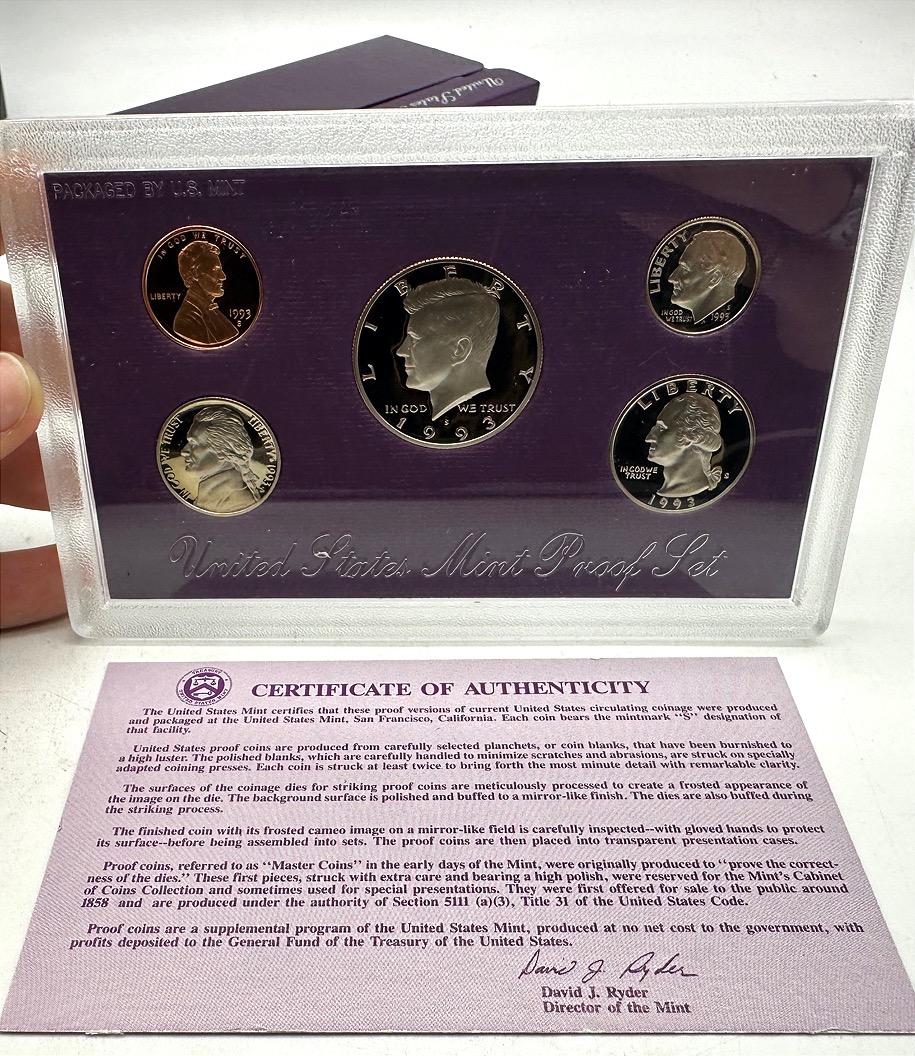 United States
PACKAGED BY U.S. MINT
IN GOD WE TRUST
LIBERTY
1993
S
LIBERTY
IN GOD WE TRUST
S
1993
LIBERTY
IN GOD
WE TRUST
S
1993
IN GOD WE TRUST
LIBERTY
1993
S
LIBERTY
IN GOD WE
TRUST
S
1993
United States Mint Proof Set
CERTIFICATE OF AUTHENTICITY
The United States Mint certifies that these proof versions of current United States circulating coinage were produced
and packaged at the United States Mint, San Francisco, California. Each coin bears the mintmark "S" designation of
that facility.
United States proof coins are produced from carefully selected planchets, or coin blanks, that have been burnished to
a high luster. The polished blanks, which are carefully handled to minimize scratches and abrasions, are struck on specially
adapted coining presses. Each coin is struck at least twice to bring forth the most minute detail with remarkable clarity.
The surfaces of the coinage dies for striking proof coins are meticulously processed to create a frosted appearance of
the image on the die. The background surface is polished and buffed to a mirror-like finish. The dies are also buffed during
the striking process.
The finished coin with its frosted cameo image on a mirror-like field is carefully inspected--with gloved hands to protect
its surface--before being assembled into sets. The proof coins are then placed into transparent presentation cases.
Proof coins, referred to as "Master Coins" in the early days of the Mint, were originally produced to "prove the correct-
ness of the dies." These first pieces, struck with extra care and bearing a high polish, were reserved for the Mint's Cabinet
of Coins Collection and sometimes used for special presentations. They were first offered for sale to the public around
1858 and are produced under the authority of Section 5111 (a)(3), Title 31 of the United States Code.
Proof coins are a supplemental program of the United States Mint, produced at no net cost to the government, with
profits deposited to the General Fund of the Treasury of the United States.
David J. Ryder
David J. Ryder
Director of the Mint